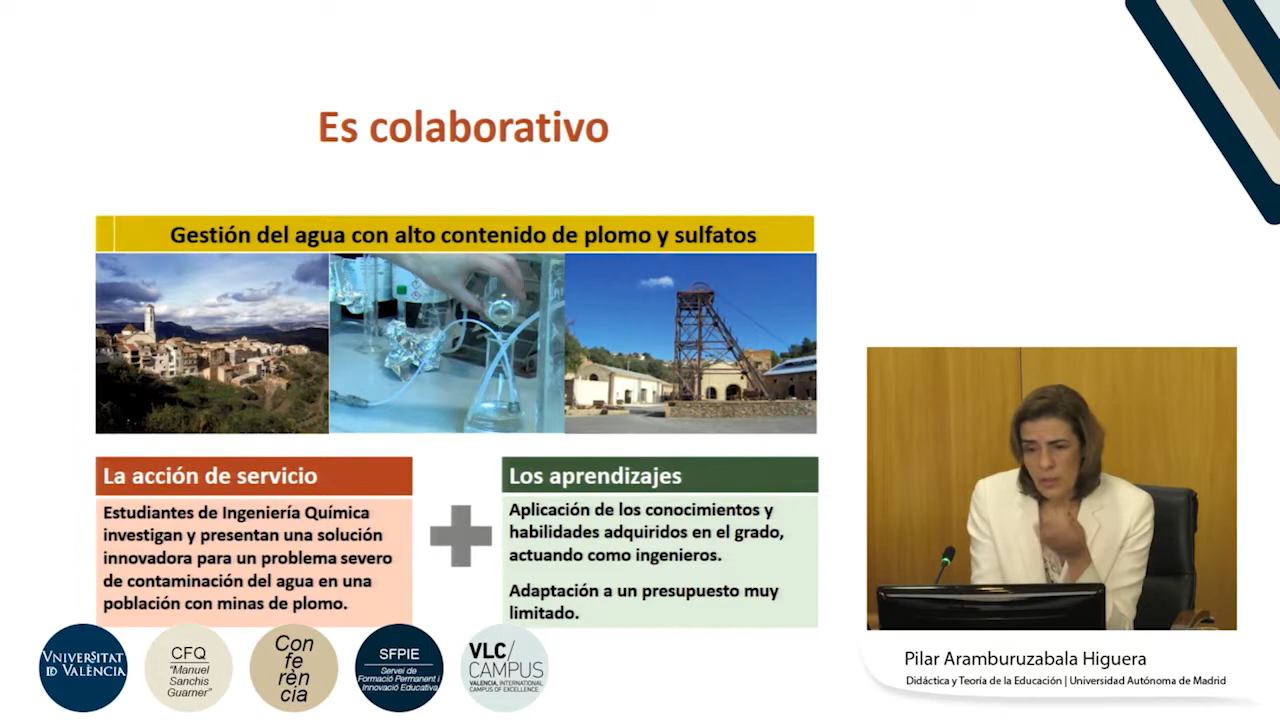 Es colaborativo
Gestión del agua con alto contenido de plomo y sulfatos
La acción de servicio
Estudiantes de Ingeniería Química
investigan y presentan una solución
innovadora para un problema severo
de contaminación del agua en una
población con minas de plomo.
Los aprendizajes
Aplicación de los conocimientos y
habilidades adquiridos en el grado,
actuando como ingenieros.
Adaptación a un presupuesto muy
limitado.
VNIVERSITAT
ID VALÈNCIA
CFQ
"Manuel
Sanchis
Guarner"
Con
fe
rèn
cia
SFPIE
Servei de
Formació Permanent i
Innovació Educativa
VLC/
CAMPUS
VALENCIA, INTERNATIONAL
CAMPUS OF EXCELLENCE.
Pilar Aramburuzabala Higuera
Didáctica y Teoría de la Educación | Universidad Autónoma de Madrid